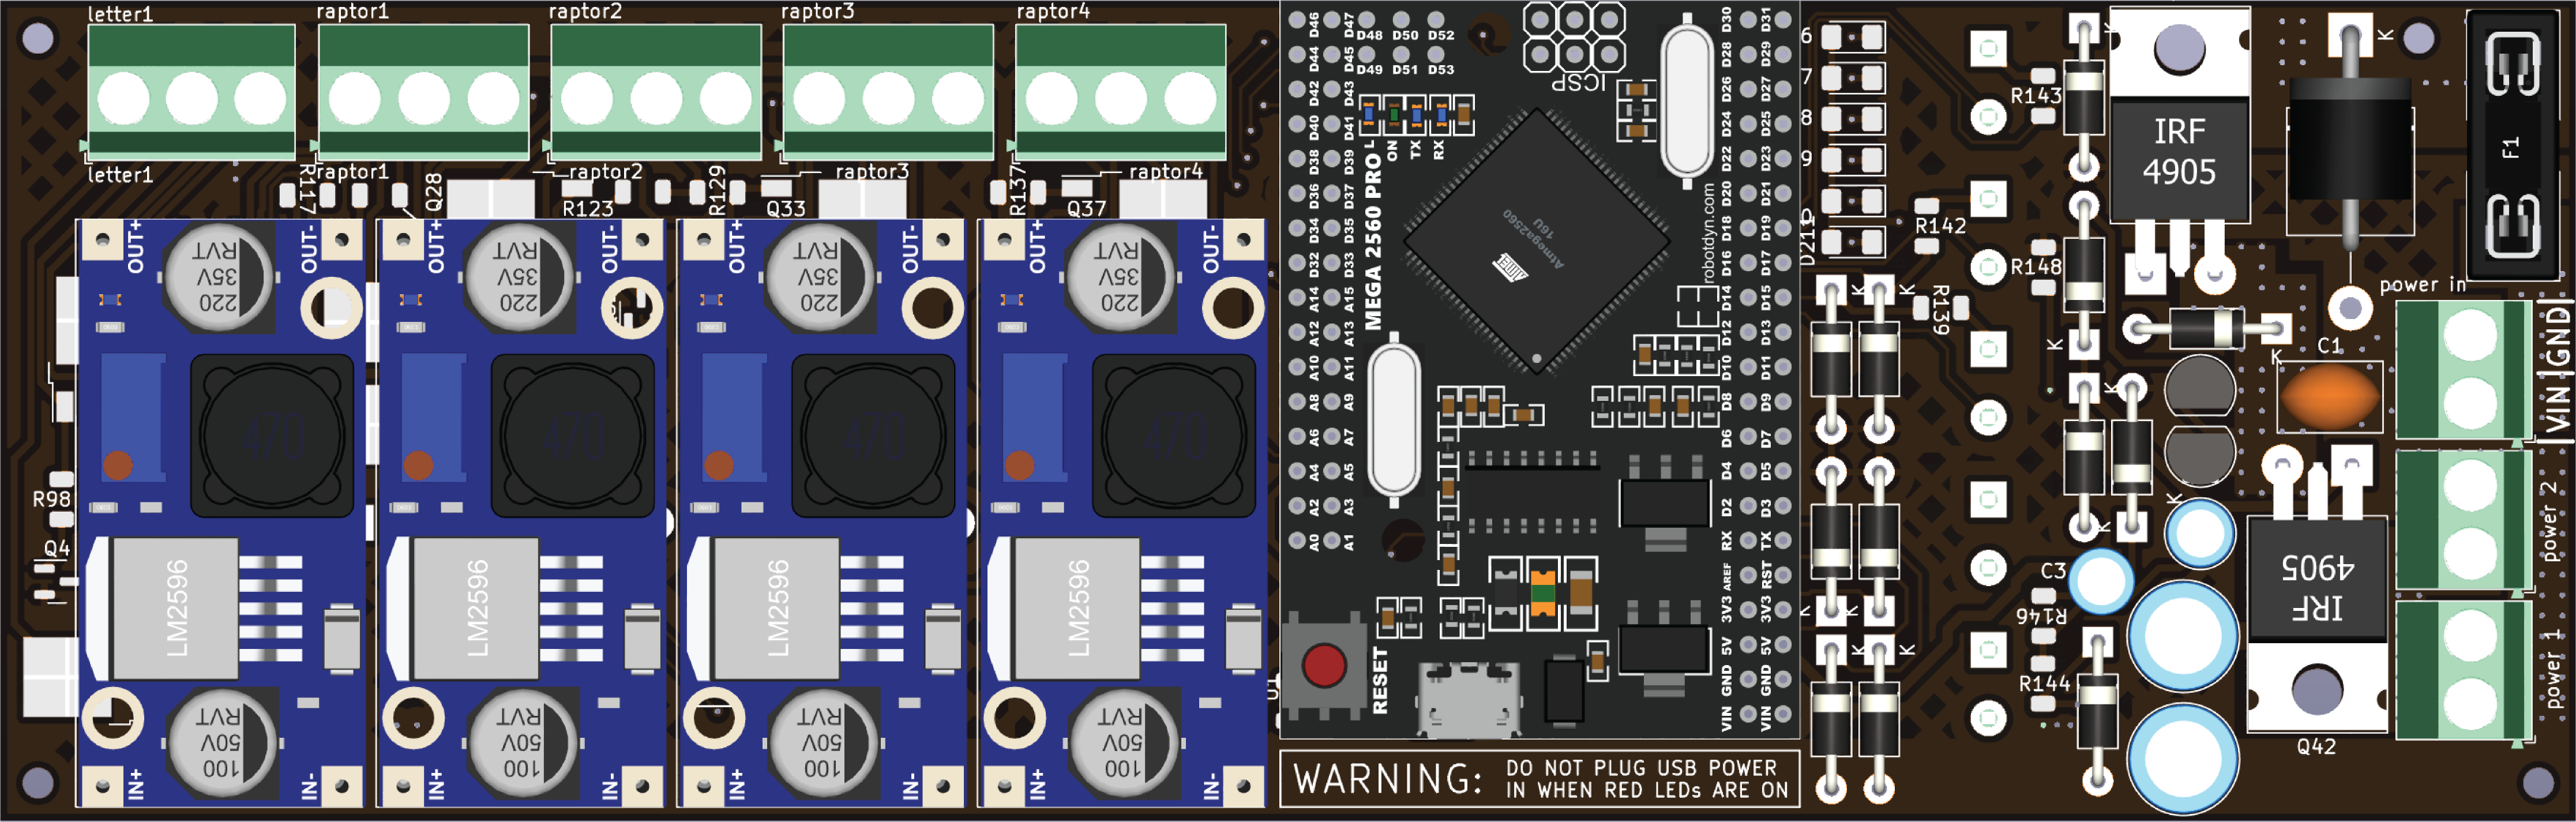 letter1
raptor1
raptor2
raptor3
raptor4
letter1
raptor1
raptor2
raptor3
raptor4
R117
Q28
R123
R129
Q33
R137
Q37
OUT+
OUT-
OUT+
OUT-
OUT+
OUT-
OUT+
OUT-
220
35V
RVT
220
35V
RVT
220
35V
RVT
220
35V
RVT
470
470
470
470
R98
Q4
LM2596
LM2596
LM2596
LM2596
100
50V
RVT
100
50V
RVT
100
50V
RVT
100
50V
RVT
IN+
IN-
IN+
IN-
IN+
IN-
IN+
IN-
D46 D47
D44 D45
D42 D43
D40 D41
D38 D39
D36 D37
D34 D35
D32 D33
A14 A15
A12 A13
A10 A11
A8 A9
A6 A7
A4 A5
A2 A3
A0 A1
D48 D50 D52
D49 D51 D53
ICSP
L
ON
TX
RX
MEGA 2560 PRO
Atmega2560
16U
ATMEL
robotdyn.com
D30 D31
D28 D29
D26 D27
D24 D25
D22 D23
D20 D21
D18 D19
D16 D17
D14 D15
D12 D13
D10 D11
D8 D9
D6 D7
D4 D5
D2 D3
RX TX
AREF RST
3V3 3V3
5V 5V
GND GND
VIN VIN
RESET
WARNING:
DO NOT PLUG USB POWER
IN WHEN RED LEDs ARE ON
6
7
8
9
R142
R139
R143
R148
K
K
K
K
K
K
K
K
K
K
K
K
K
K
IRF
4905
F1
power in
VIN
GND
C1
C3
R146
R144
IRF
4905
Q42
power 2
power 1